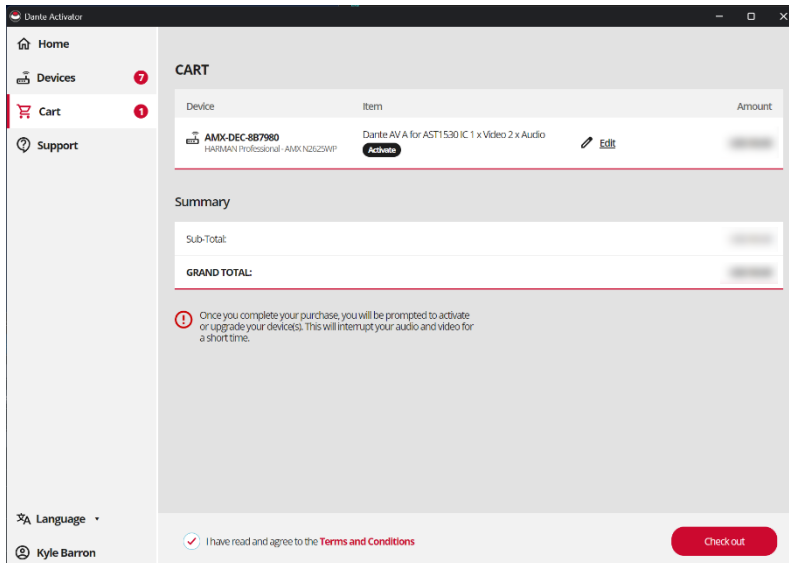 Dante Activator
Home
Devices 7
Cart 1
Support
CART
Device Item Amount
AMX-DEC-8B7980
HARMAN Professional - AMX N2625WP
Dante AV A for AST1530 IC 1 x Video 2 x Audio
Activate
Edit
Summary
Sub-Total:
GRAND TOTAL:
Once you complete your purchase, you will be prompted to activate
or upgrade your device(s). This will interrupt your audio and video for
a short time.
Language
Kyle Barron
I have read and agree to the Terms and Conditions
Check out